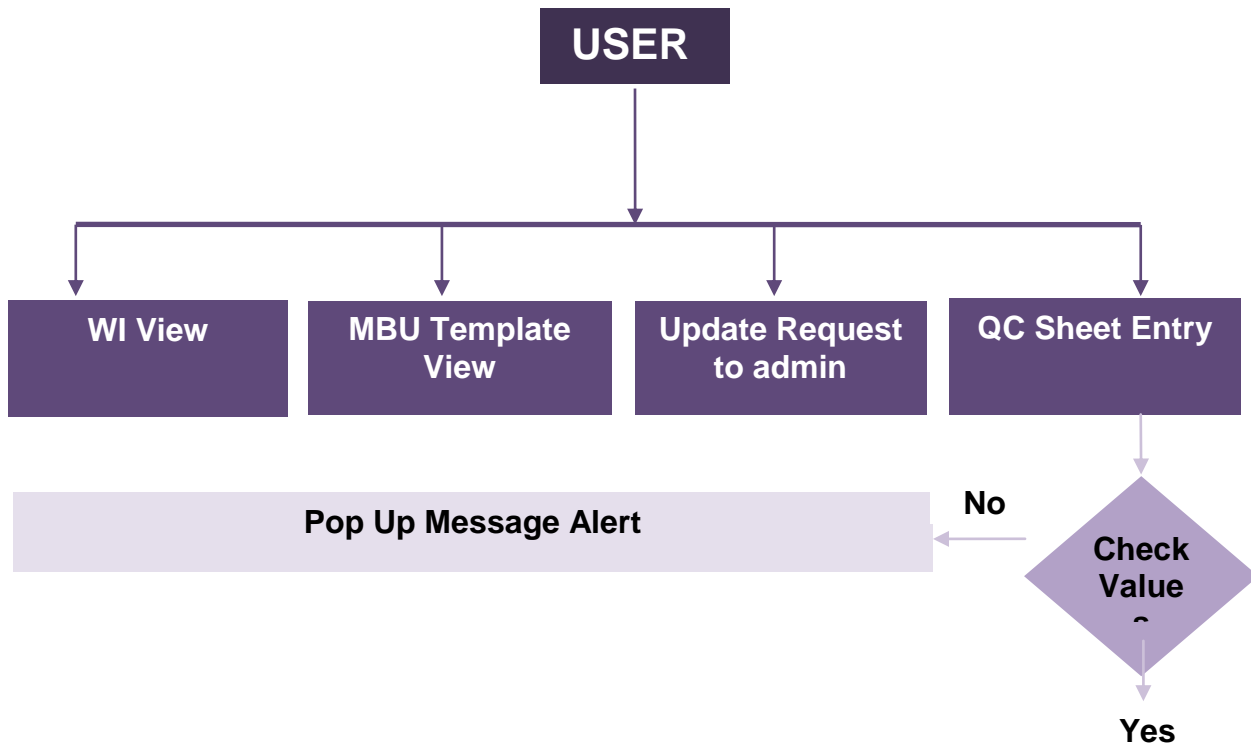 USER
WI View
MBU Template
View
Update Request
to admin
QC Sheet Entry
Pop Up Message Alert
No
Check
Value
s
Yes